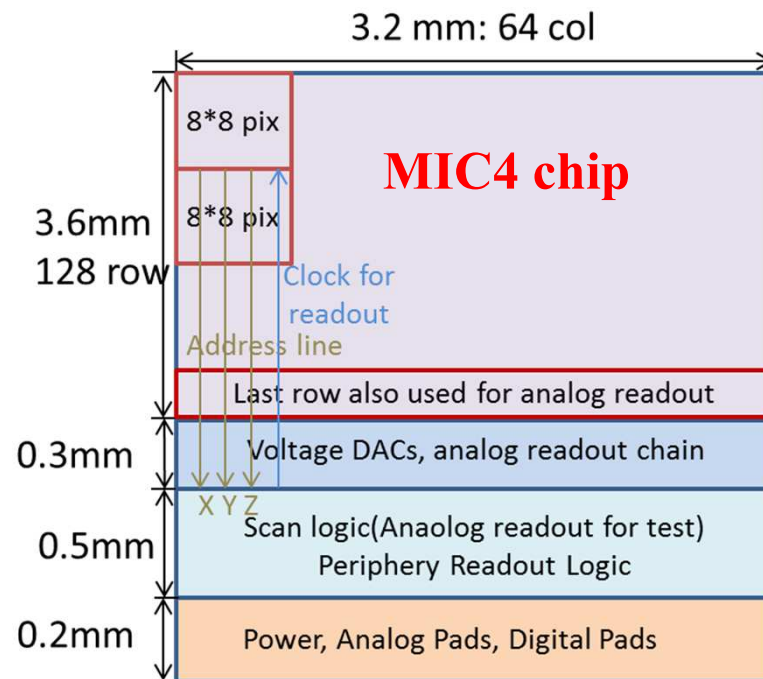 3.2 mm: 64 col
8*8 pix
MIC4 chip
8*8 pix
3.6mm
128 row
Clock for
readout
Address line
Last row also used for analog readout
0.3mm
Voltage DACs, analog readout chain
X Y Z
0.5mm
Scan logic(Anaolog readout for test)
Periphery Readout Logic
0.2mm
Power, Analog Pads, Digital Pads